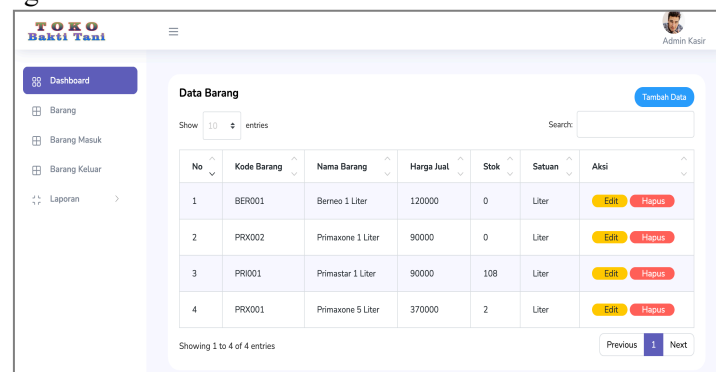 TOKO
Bakti Tani
Admin Kasir
Dashboard
Barang
Barang Masuk
Barang Keluar
Laporan
Data Barang
Tambah Data
Show 10 entries
Search:
No Kode Barang Nama Barang Harga Jual Stok Satuan Aksi
1 BER001 Berneo 1 Liter 120000 0 Liter Edit Hapus
2 PRX002 Primaxone 1 Liter 90000 0 Liter Edit Hapus
3 PRI001 Primastar 1 Liter 90000 108 Liter Edit Hapus
4 PRX001 Primaxone 5 Liter 370000 2 Liter Edit Hapus
Showing 1 to 4 of 4 entries
Previous 1 Next